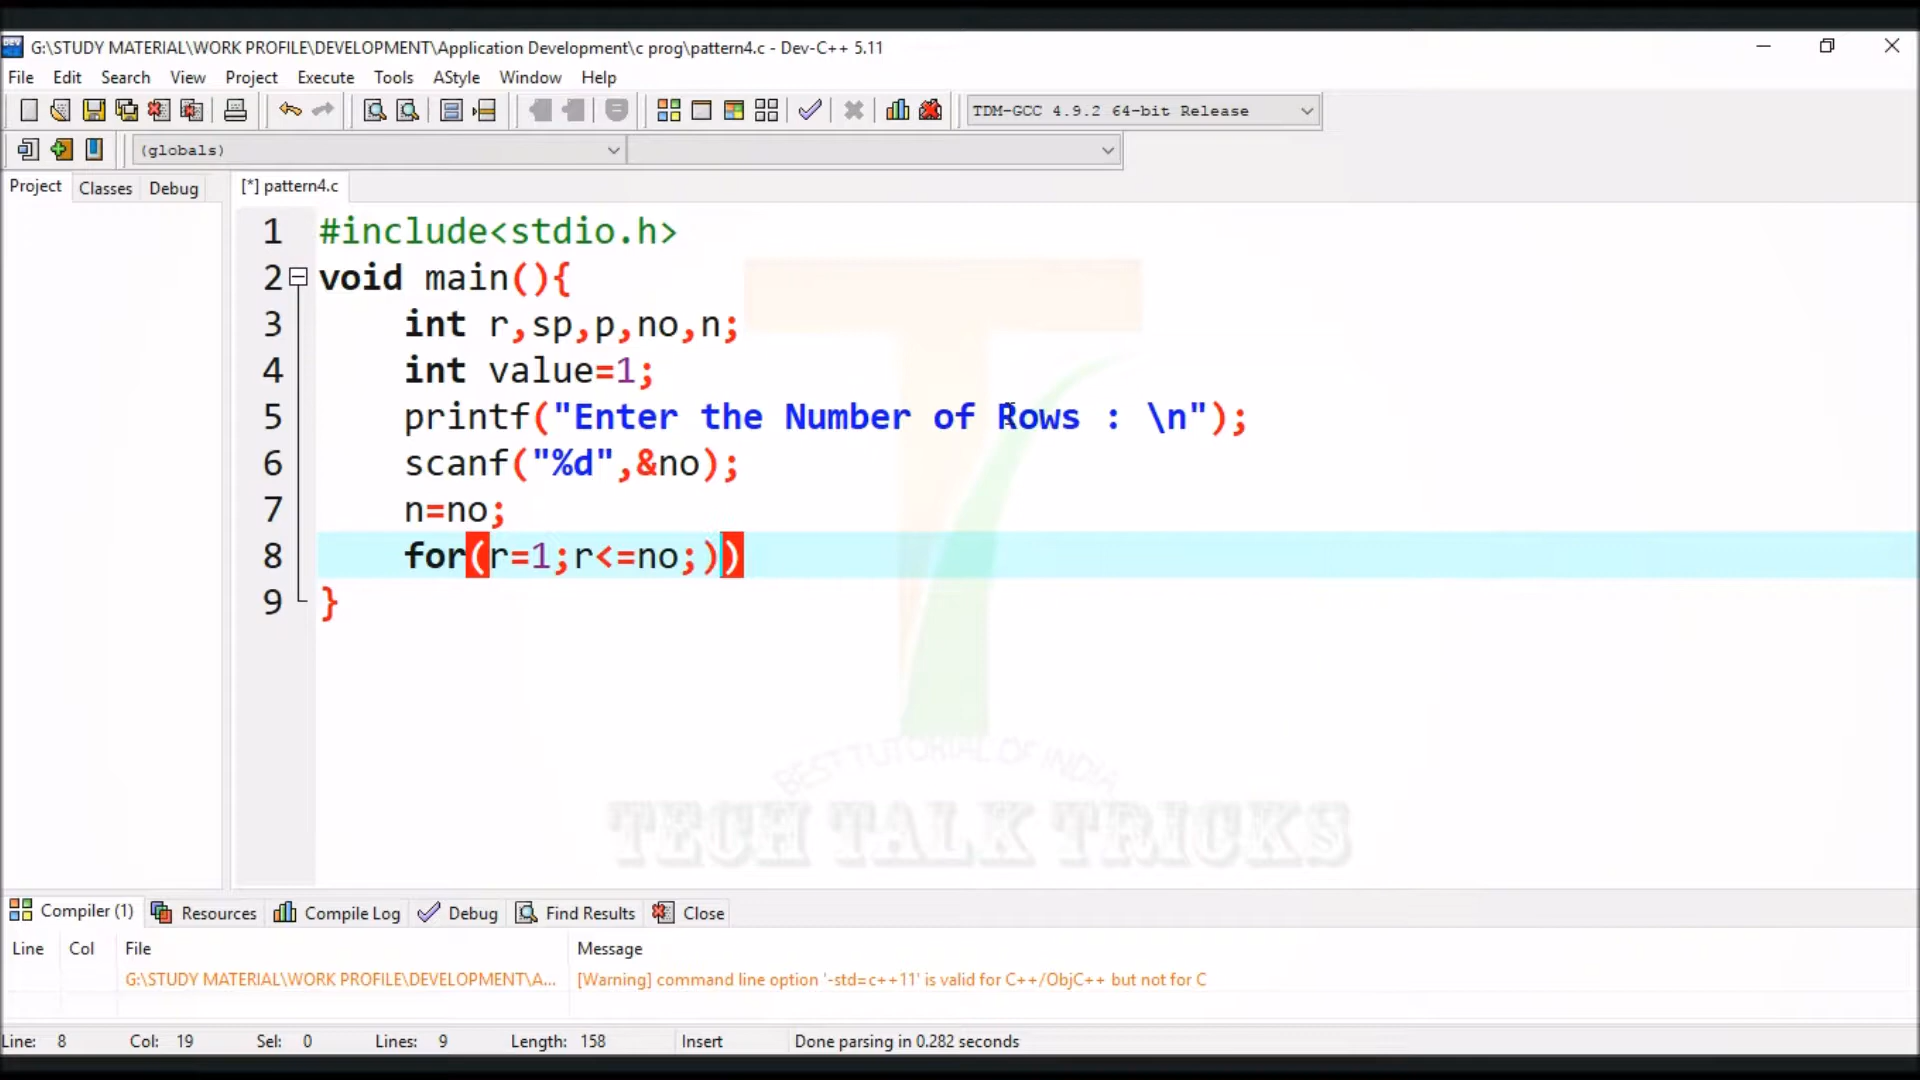 G:\STUDY MATERIAL\WORK PROFILE\DEVELOPMENT\Application Development\c prog\pattern4.c - Dev-C++ 5.11
File Edit Search View Project Execute Tools AStyle Window Help
TDM-GCC 4.9.2 64-bit Release
(globals)
Project Classes Debug [*] pattern4.c
1 #include<stdio.h>
2 void main(){
3 int r,sp,p,no,n;
4 int value=1;
5 printf("Enter the Number of Rows : \n");
6 scanf("%d",&no);
7 n=no;
8 for(r=1;r<=no;))
9 }
BEST TUTORIAL OF INDIA
TECH TALK TRICKS
Compiler (1) Resources Compile Log Debug Find Results Close
Line Col File Message
G:\STUDY MATERIAL\WORK PROFILE\DEVELOPMENT\A... [Warning] command line option '-std=c++11' is valid for C++/ObjC++ but not for C
Line: 8 Col: 19 Sel: 0 Lines: 9 Length: 158 Insert Done parsing in 0.282 seconds